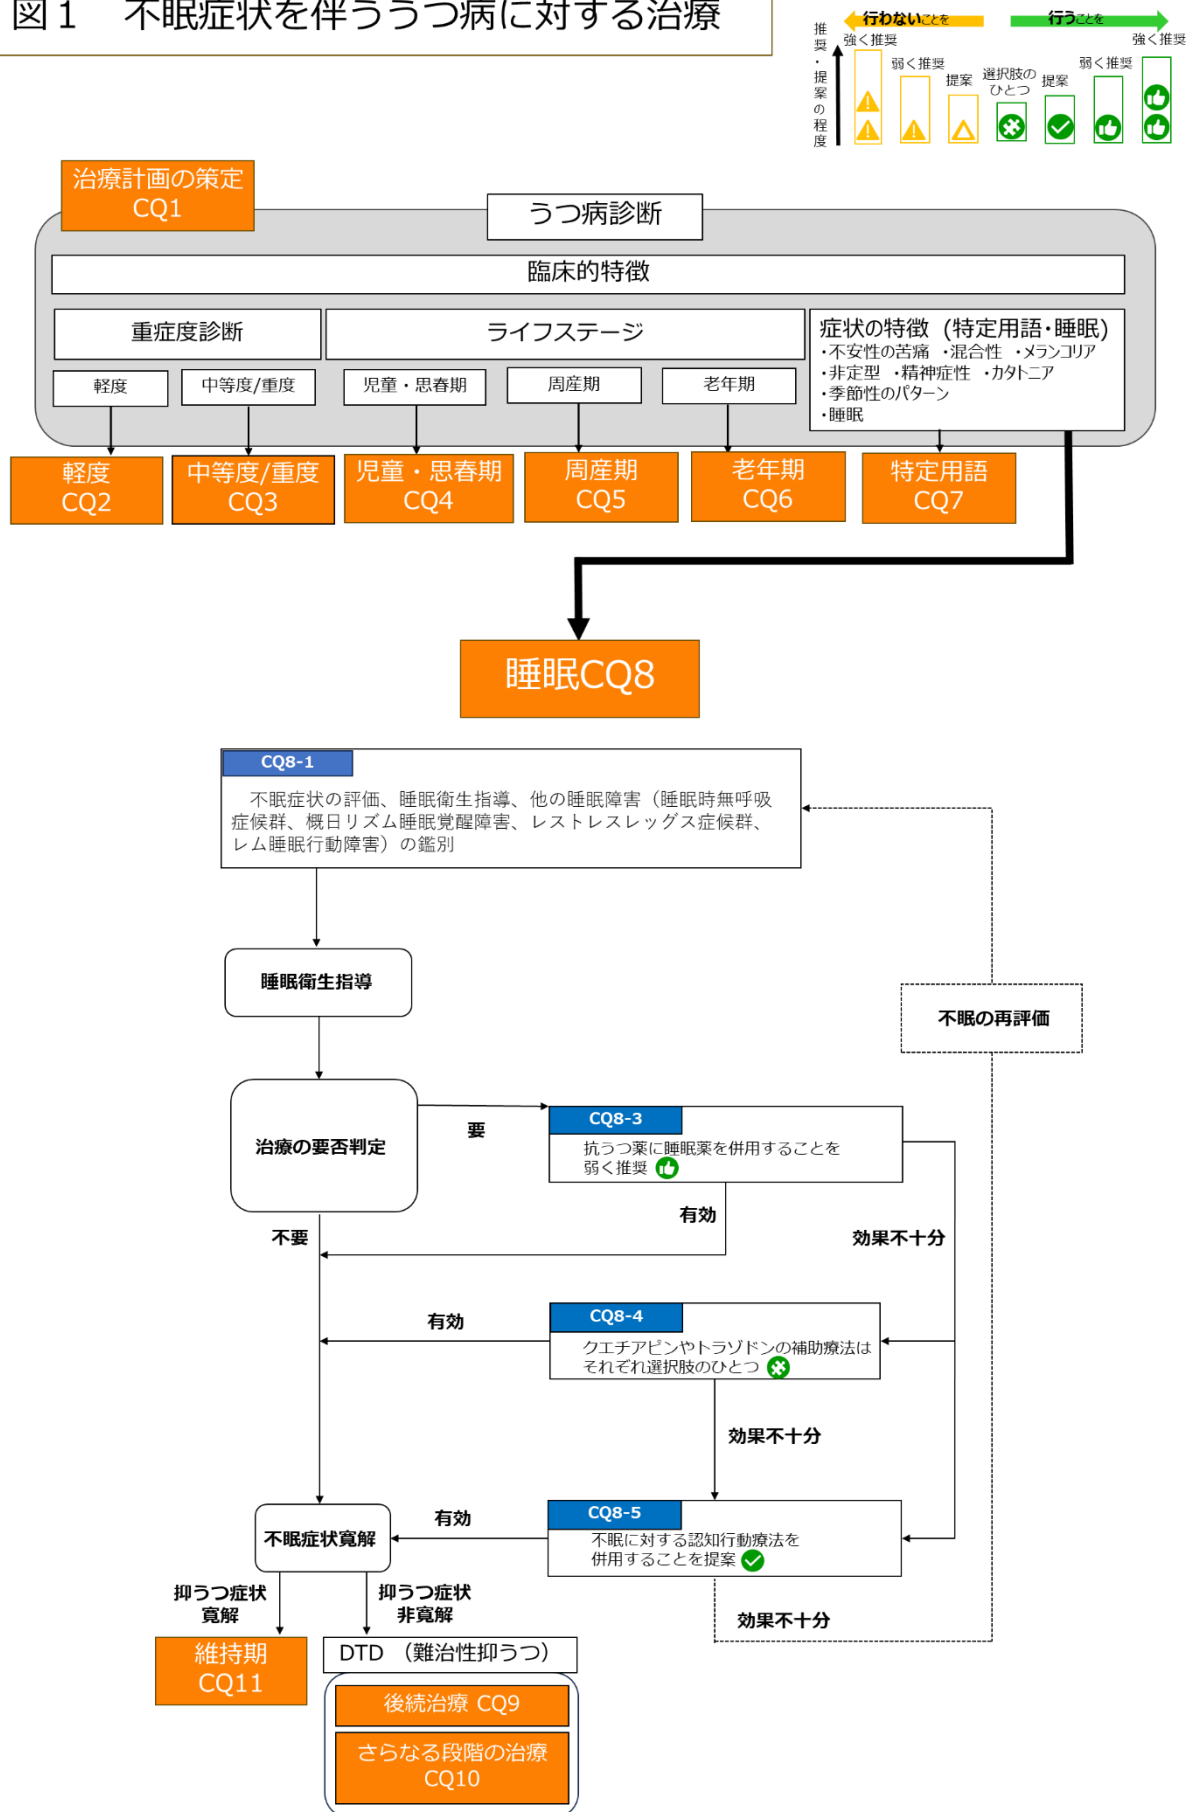 図1　不眠症状を伴ううつ病に対する治療
行わないことを
行うことを
推奨・提案の程度
強く推奨
弱く推奨
提案
選択肢の
ひとつ
提案
弱く推奨
強く推奨
治療計画の策定
CQ1
うつ病診断
臨床的特徴
重症度診断
ライフステージ
症状の特徴（特定用語・睡眠）
・不安性の苦痛　・混合性　・メランコリア
・非定型　・精神症性　・カタトニア
・季節性のパターン
・睡眠
軽度
中等度/重度
児童・思春期
周産期
老年期
軽度
CQ2
中等度/重度
CQ3
児童・思春期
CQ4
周産期
CQ5
老年期
CQ6
特定用語
CQ7
睡眠CQ8
CQ8-1
不眠症状の評価、睡眠衛生指導、他の睡眠障害（睡眠時無呼吸
症候群、概日リズム睡眠覚醒障害、レストレスレッグス症候群、
レム睡眠行動障害）の鑑別
睡眠衛生指導
不眠の再評価
治療の要否判定
要
CQ8-3
抗うつ薬に睡眠薬を併用することを
弱く推奨
不要
有効
効果不十分
有効
CQ8-4
クエチアピンやトラゾドンの補助療法は
それぞれ選択肢のひとつ
効果不十分
不眠症状寛解
有効
CQ8-5
不眠に対する認知行動療法を
併用することを提案
効果不十分
抑うつ症状
寛解
抑うつ症状
非寛解
維持期
CQ11
DTD （難治性抑うつ）
後続治療 CQ9
さらなる段階の治療
CQ10